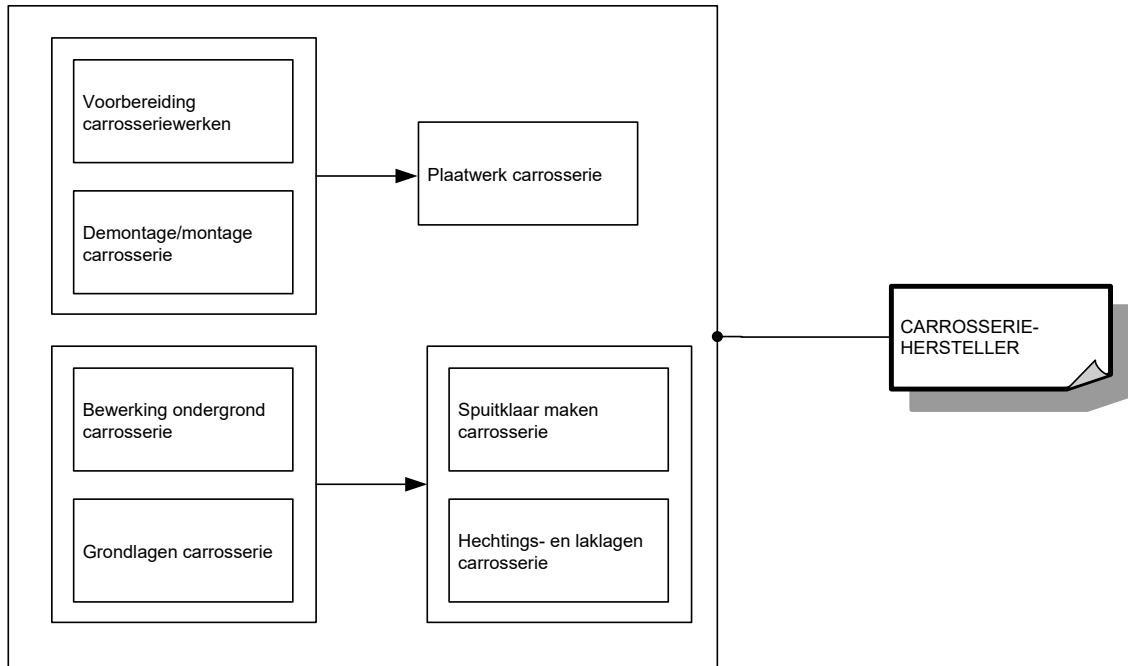 Voorbereiding
carrosseriewerken
Demontage/montage
carrosserie
Plaatwerk carrosserie
Bewerking ondergrond
carrosserie
Grondlagen carrosserie
Spuitklaar maken
carrosserie
Hechtings- en laklagen
carrosserie
CARROSSERIE-
HERSTELLER